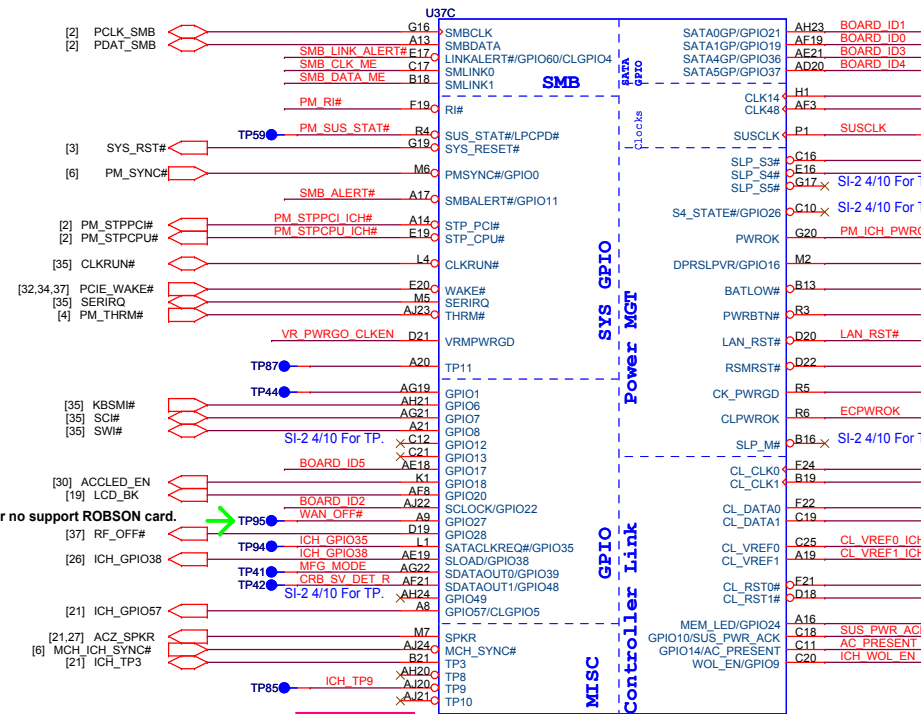 U37C
[2] PCLK_SMB G16 SMBCLK SATA0GP/GPIO21 AH23 BOARD_ID1
[2] PDAT_SMB A13 SMBDATA SATA1GP/GPIO19 AF19 BOARD_ID0
SMB_LINK_ALERT# E17 LINKALERT#/GPIO60/CLGPIO4 SATA4GP/GPIO36 AE21 BOARD_ID3
SMB_CLK_ME C17 SMLINK0 SATA5GP/GPIO37 AD20 BOARD_ID4
SMB_DATA_ME B18 SMLINK1
SMB
SATA
GPIO
CLK14 H1
PM_RI# F19 RI# CLK48 AF3
Clocks
TP59 PM_SUS_STAT# R4 SUS_STAT#/LPCPD# SUSCLK P1 SUSCLK
[3] SYS_RST# G19 SYS_RESET#
SLP_S3# C16
[6] PM_SYNC# M6 PMSYNC#/GPIO0 SLP_S4# E16
SLP_S5# G17 SI-2 4/10 For T
SMB_ALERT# A17 SMBALERT#/GPIO11
S4_STATE#/GPIO26 C10 SI-2 4/10 For T
[2] PM_STPPCI# PM_STPPCI_ICH# A14 STP_PCI#
[2] PM_STPCPU# PM_STPCPU_ICH# E19 STP_CPU# PWROK G20 PM_ICH_PWRO
[35] CLKRUN# L4 CLKRUN# DPRSLPVR/GPIO16 M2
SYS GPIO
Power MGT
[32,34,37] PCIE_WAKE# E20 WAKE# BATLOW# B13
[35] SERIRQ M5 SERIRQ
[4] PM_THRM# AJ23 THRM# PWRBTN# R3
VR_PWRGO_CLKEN D21 VRMPWRGD LAN_RST# D20 LAN_RST#
TP87 A20 TP11 RSMRST# D22
TP44 AG19 GPIO1 CK_PWRGD R5
[35] KBSMI# AH21 GPIO6
[35] SCI# AG21 GPIO7 CLPWROK R6 ECPWROK
[35] SWI# A21 GPIO8
SI-2 4/10 For TP. C12 GPIO12 SLP_M# B16 SI-2 4/10 For T
C21 GPIO13
BOARD_ID5 AE18 GPIO17 CL_CLK0 F24
[30] ACCLED_EN K1 GPIO18 CL_CLK1 B19
[19] LCD_BK AF8 GPIO20
BOARD_ID2 AJ22 SCLOCK/GPIO22 CL_DATA0 F22
r no support ROBSON card. TP95 WAN_OFF# A9 GPIO27 CL_DATA1 C19
[37] RF_OFF# D19 GPIO28
TP94 ICH_GPIO35 L1 SATACLKREQ#/GPIO35 CL_VREF0 C25 CL_VREF0_ICH
[26] ICH_GPIO38 ICH_GPIO38 AE19 SLOAD/GPIO38 CL_VREF1 A19 CL_VREF1_ICH
TP41 MFG_MODE AG22 SDATAOUT0/GPIO39
TP42 CRB_SV_DET_R AF21 SDATAOUT1/GPIO48 CL_RST0# F21
SI-2 4/10 For TP. AH24 GPIO49 CL_RST1# D18
[21] ICH_GPIO57 A8 GPIO57/CLGPIO5
GPIO
Controller Link
MEM_LED/GPIO24 A16
[21,27] ACZ_SPKR M7 SPKR GPIO10/SUS_PWR_ACK C18 SUS_PWR_ACK
[6] MCH_ICH_SYNC# AJ24 MCH_SYNC# GPIO14/AC_PRESENT C11 AC_PRESENT
[21] ICH_TP3 B21 TP3 WOL_EN/GPIO9 C20 ICH_WOL_EN
AH20 TP8
TP85 ICH_TP9 AJ20 TP9
AJ21 TP10
MISC